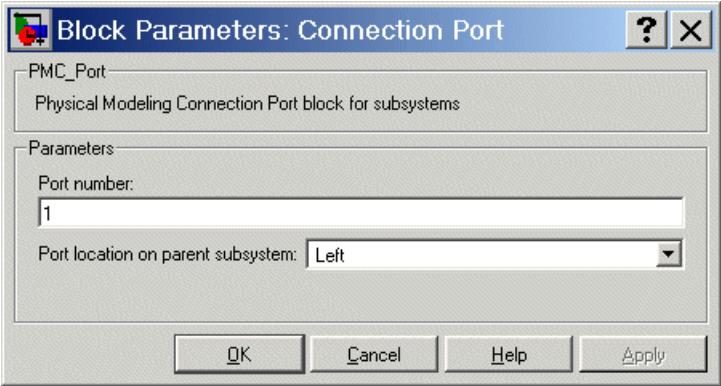 Block Parameters: Connection Port
PMC_Port
Physical Modeling Connection Port block for subsystems
Parameters
Port number:
1
Port location on parent subsystem: Left
OK Cancel Help Apply